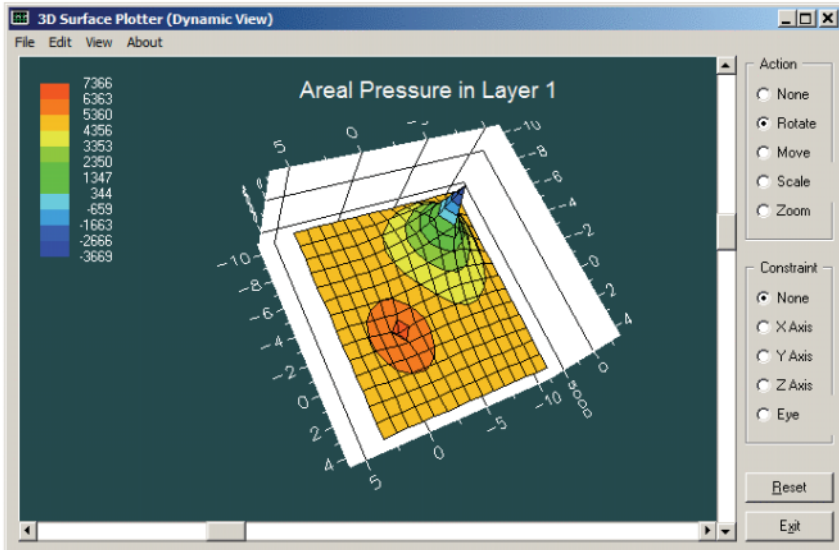 3D Surface Plotter (Dynamic View)
File Edit View About
Areal Pressure in Layer 1
7366
6363
5360
4356
3353
2350
1347
344
-659
-1663
-2666
-3669
5 0 -5 -10
-8
-6
-4
-2
-0
-2
-4
-10
-8
-6
-4
-2
0
2
4
5 0 -5 -10 5000 0
Action
None
Rotate
Move
Scale
Zoom
Constraint
None
X Axis
Y Axis
Z Axis
Eye
Reset
Exit